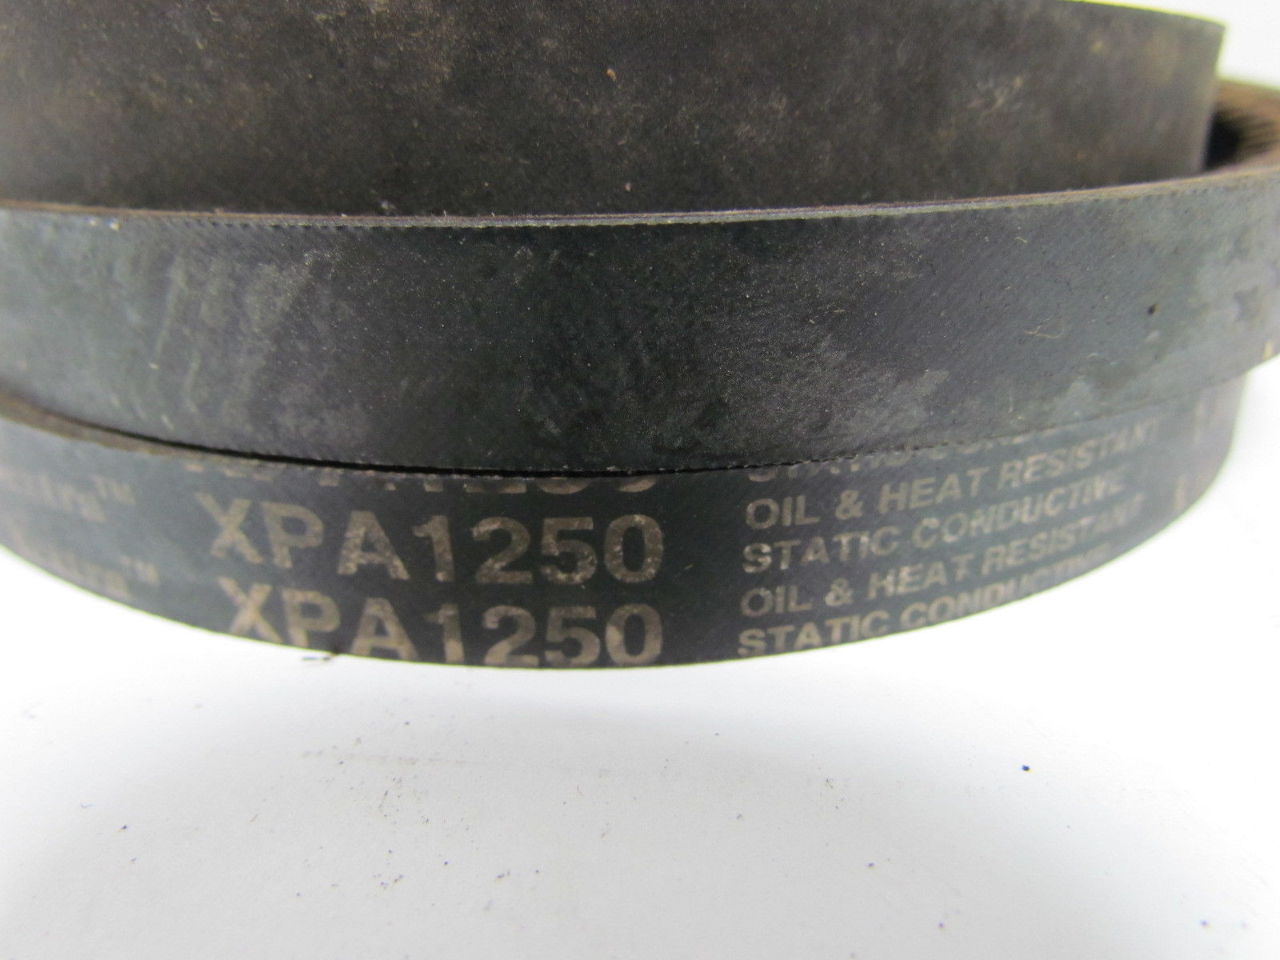 XPA1250 OIL & HEAT RESISTANT
STATIC CONDUCTIVE
XPA1250 OIL & HEAT RESISTANT
STATIC CONDUCTIVE